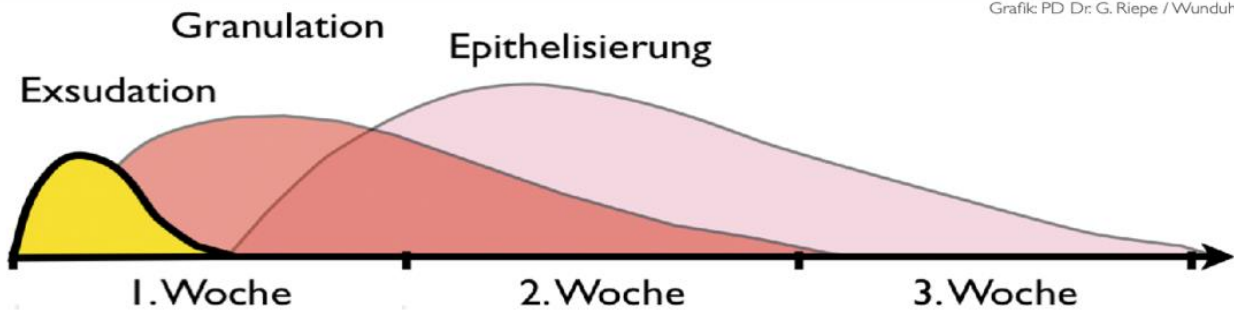 Grafik: PD Dr. G. Riepe / Wunduh
Granulation
Epithelisierung
Exsudation
1. Woche
2. Woche
3. Woche